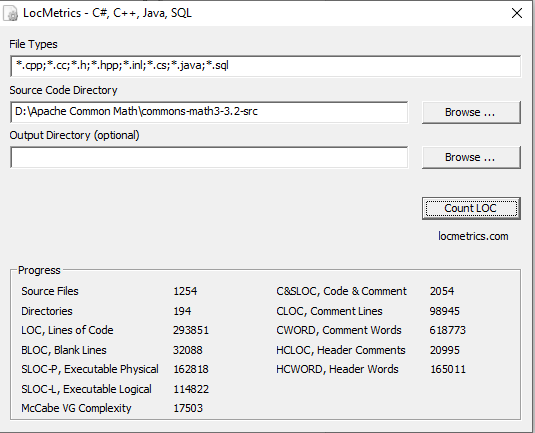 LocMetrics - C#, C++, Java, SQL
File Types
*.cpp;*.cc;*.h;*.hpp;*.inl;*.cs;*.java;*.sql
Source Code Directory
D:\Apache Common Math\commons-math3-3.2-src
Browse ...
Output Directory (optional)
Browse ...
Count LOC
locmetrics.com
Progress
Source Files 1254 C&SLOC, Code & Comment 2054
Directories 194 CLOC, Comment Lines 98945
LOC, Lines of Code 293851 CWORD, Comment Words 618773
BLOC, Blank Lines 32088 HCLOC, Header Comments 20995
SLOC-P, Executable Physical 162818 HCWORD, Header Words 165011
SLOC-L, Executable Logical 114822
McCabe VG Complexity 17503